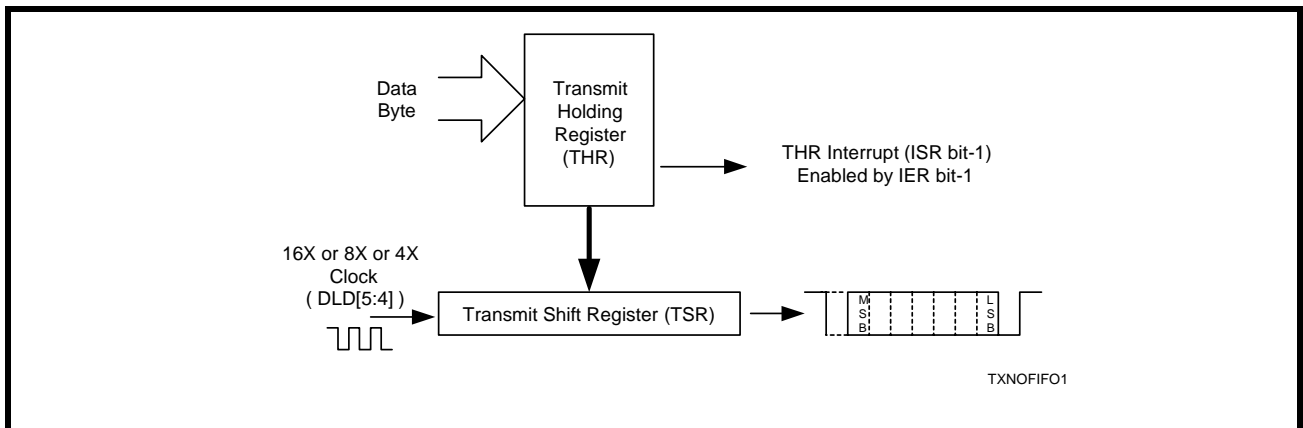 Data
Byte
Transmit
Holding
Register
(THR)
THR Interrupt (ISR bit-1)
Enabled by IER bit-1
16X or 8X or 4X
Clock
( DLD[5:4] )
Transmit Shift Register (TSR)
M
S
B
L
S
B
TXNOFIFO1